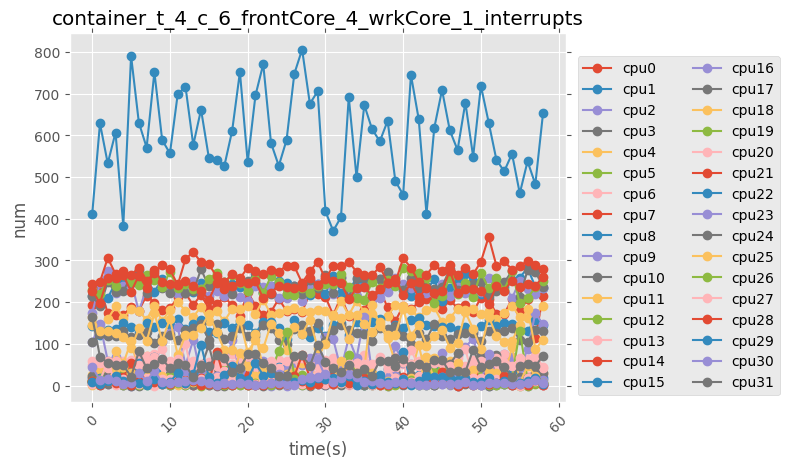 container_t_4_c_6_frontCore_4_wrkCore_1_interrupts
800
700
600
500
400
300
200
100
0
num
0
10
20
30
40
50
60
time(s)
cpu0
cpu1
cpu2
cpu3
cpu4
cpu5
cpu6
cpu7
cpu8
cpu9
cpu10
cpu11
cpu12
cpu13
cpu14
cpu15
cpu16
cpu17
cpu18
cpu19
cpu20
cpu21
cpu22
cpu23
cpu24
cpu25
cpu26
cpu27
cpu28
cpu29
cpu30
cpu31